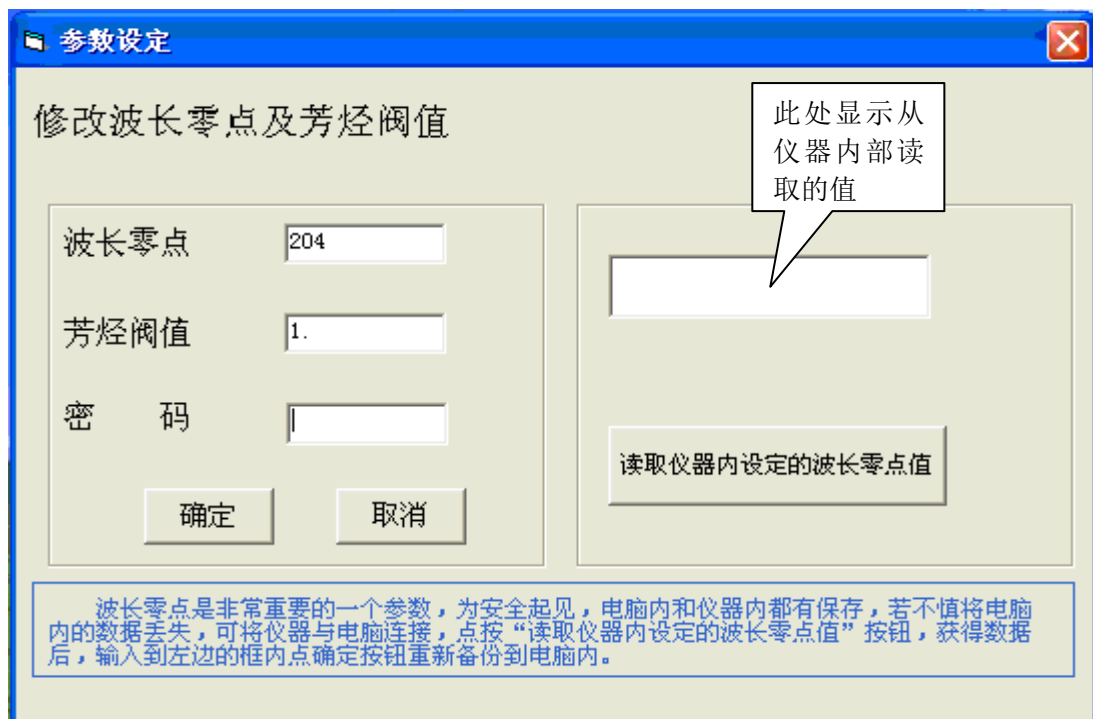 参数设定
修改波长零点及芳烃阀值
此处显示从
仪器内部读
取的值
波长零点
204
芳烃阀值
1.
密 码
确定
取消
读取仪器内设定的波长零点值
波长零点是非常重要的一个参数，为安全起见，电脑内和仪器内都有保存，若不慎将电脑
内的数据丢失，可将仪器与电脑连接，点按“读取仪器内设定的波长零点值”按钮，获得数据
后，输入到左边的框内点确定按钮重新备份到电脑内。